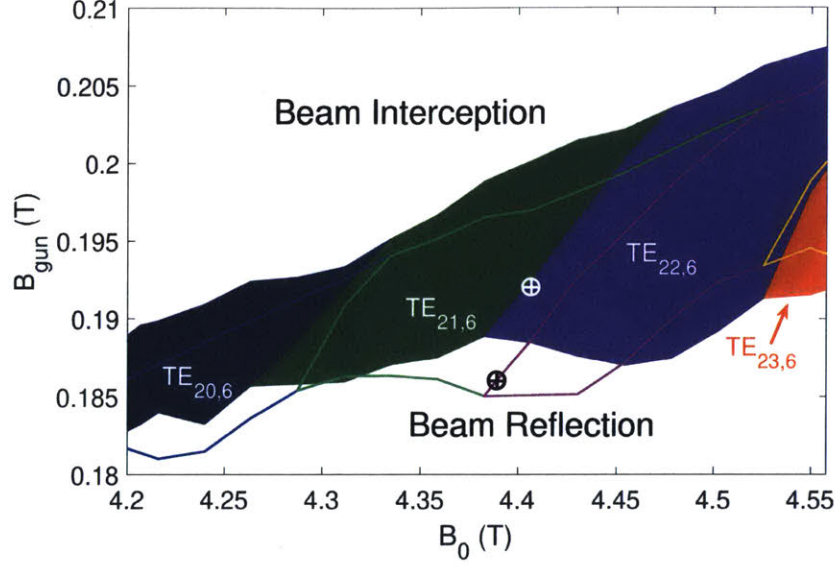 0.21
0.205
0.2
0.195
0.19
0.185
0.18
B_gun (T)
Beam Interception
TE_22,6
TE_21,6
TE_20,6
TE_23,6
Beam Reflection
4.2
4.25
4.3
4.35
4.4
4.45
4.5
4.55
B_0 (T)